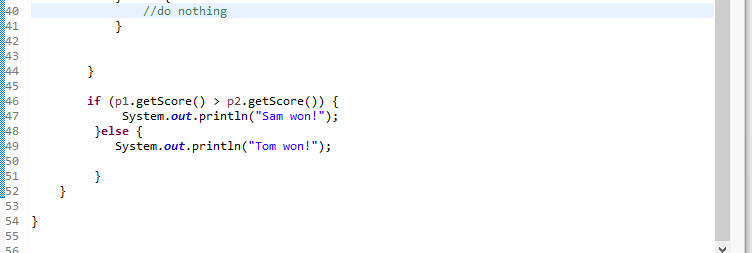 40 //do nothing
41 }
42
43
44 }
45
46 if (p1.getScore() > p2.getScore()) {
47 System.out.println("Sam won!");
48 }else {
49 System.out.println("Tom won!");
50
51 }
52 }
53
54 }
55
56